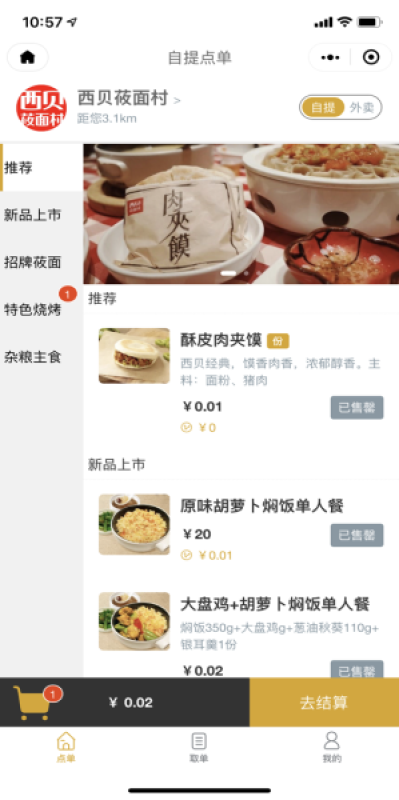 10:57
自提点单
西贝
莜面村
西贝莜面村 >
距您3.1km
自提 外卖
推荐
新品上市
招牌莜面
特色烧烤 1
杂粮主食
肉夹馍
推荐
酥皮肉夹馍 份
西贝经典，馍香肉香，浓郁醇香。主
料：面粉、猪肉
￥0.01
已售罄
￥0
新品上市
原味胡萝卜焖饭单人餐
￥20
已售罄
￥0.01
大盘鸡+胡萝卜焖饭单人餐
焖饭350g+大盘鸡g+葱油秋葵110g+
银耳羹1份
￥0.02
已售罄
1
￥ 0.02
去结算
点单
取单
我的